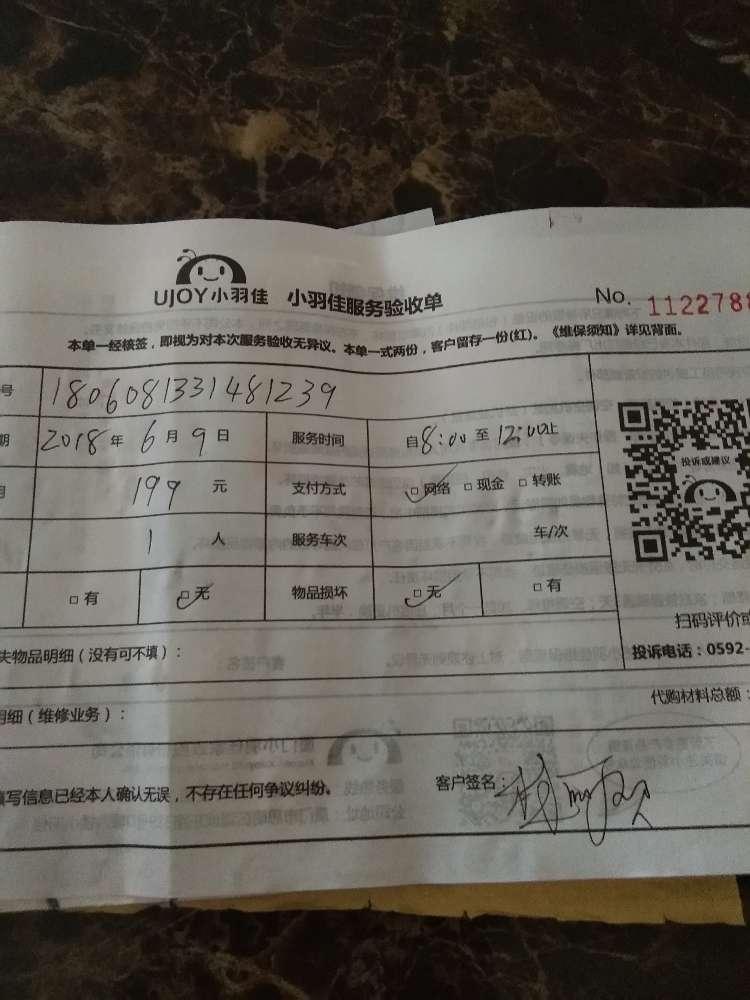 UJOY小羽佳 小羽佳服务验收单 No. 1122788
本单一经核签，即视为对本次服务验收无异议。本单一式两份，客户留存一份(红)。《维保须知》详见背面。
号 1806081331481239
期 2018年6月9日 服务时间 自8:00至12:00止
199 元 支付方式 □网络 □现金 □转账
1 人 服务车次 车/次
□有 □无 物品损坏 □无 □有
投诉或建议
扫码评价或
投诉电话：0592-
失物品明细（没有可不填）：
代购材料总额：
明细（维修业务）：
填写信息已经本人确认无误，不存在任何争议纠纷。 客户签名：